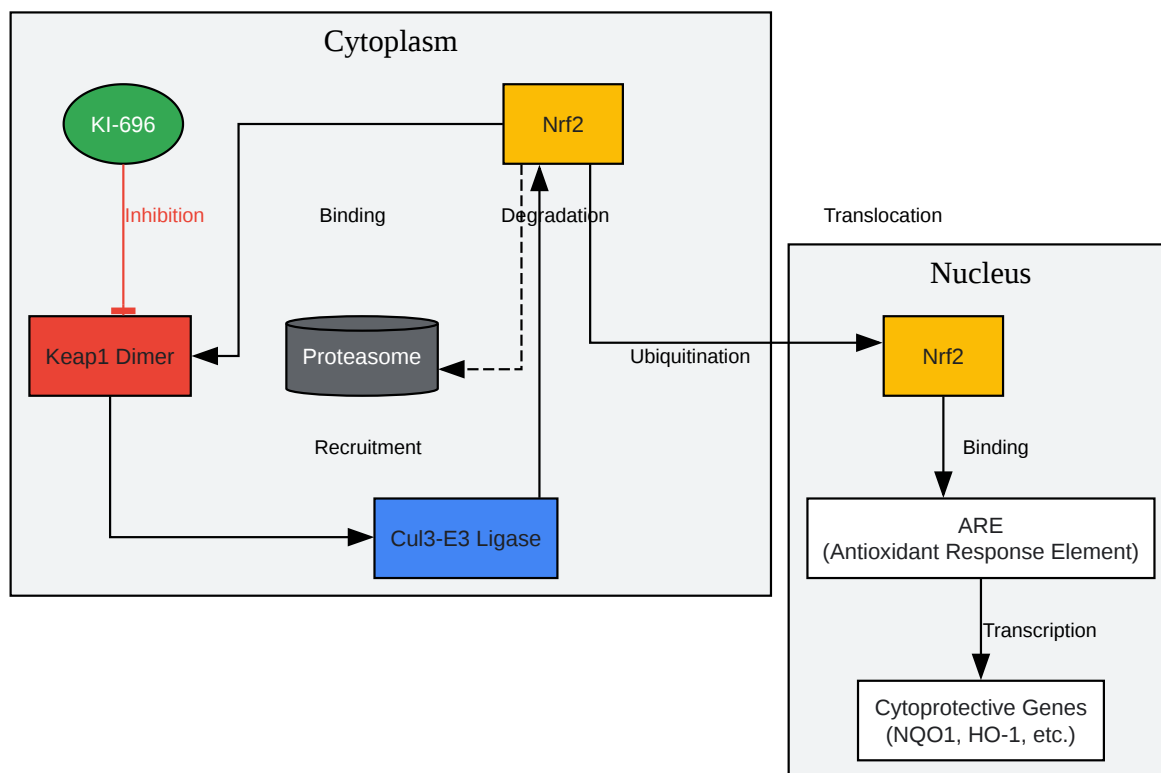 Cytoplasm
KI-696
Nrf2
Inhibition
Binding
Degradation
Translocation
Nucleus
Keap1 Dimer
Proteasome
Ubiquitination
Nrf2
Recruitment
Binding
Cul3-E3 Ligase
ARE
(Antioxidant Response Element)
Transcription
Cytoprotective Genes
(NQO1, HO-1, etc.)